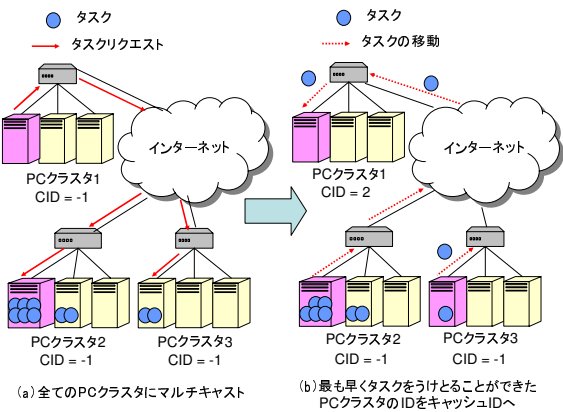 タスク
タスクリクエスト
インターネット
PCクラスタ1
CID = -1
PCクラスタ2
CID = -1
PCクラスタ3
CID = -1
(a)全てのPCクラスタにマルチキャスト
タスク
タスクの移動
インターネット
PCクラスタ1
CID = 2
PCクラスタ2
CID = -1
PCクラスタ3
CID = -1
(b)最も早くタスクをうけとることができた
PCクラスタのIDをキャッシュIDへ